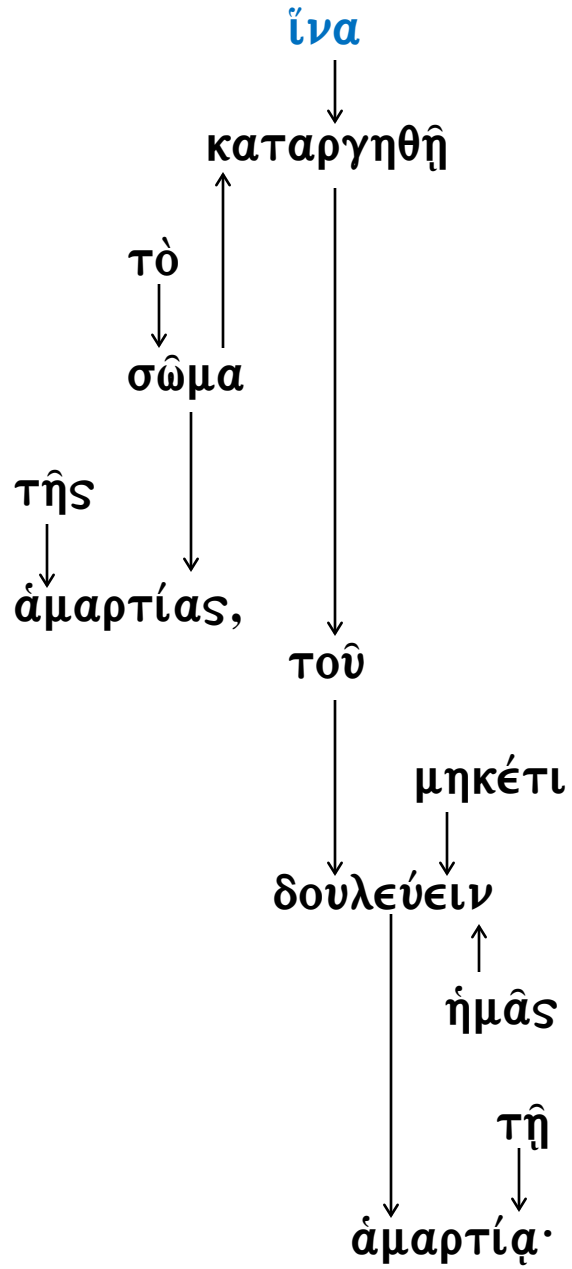 ἵνα
καταργηθῇ
τὸ
σῶμα
τῆς
ἁμαρτίας,
τοῦ
μηκέτι
δουλεύειν
ἡμᾶς
τῇ
ἁμαρτίᾳ·